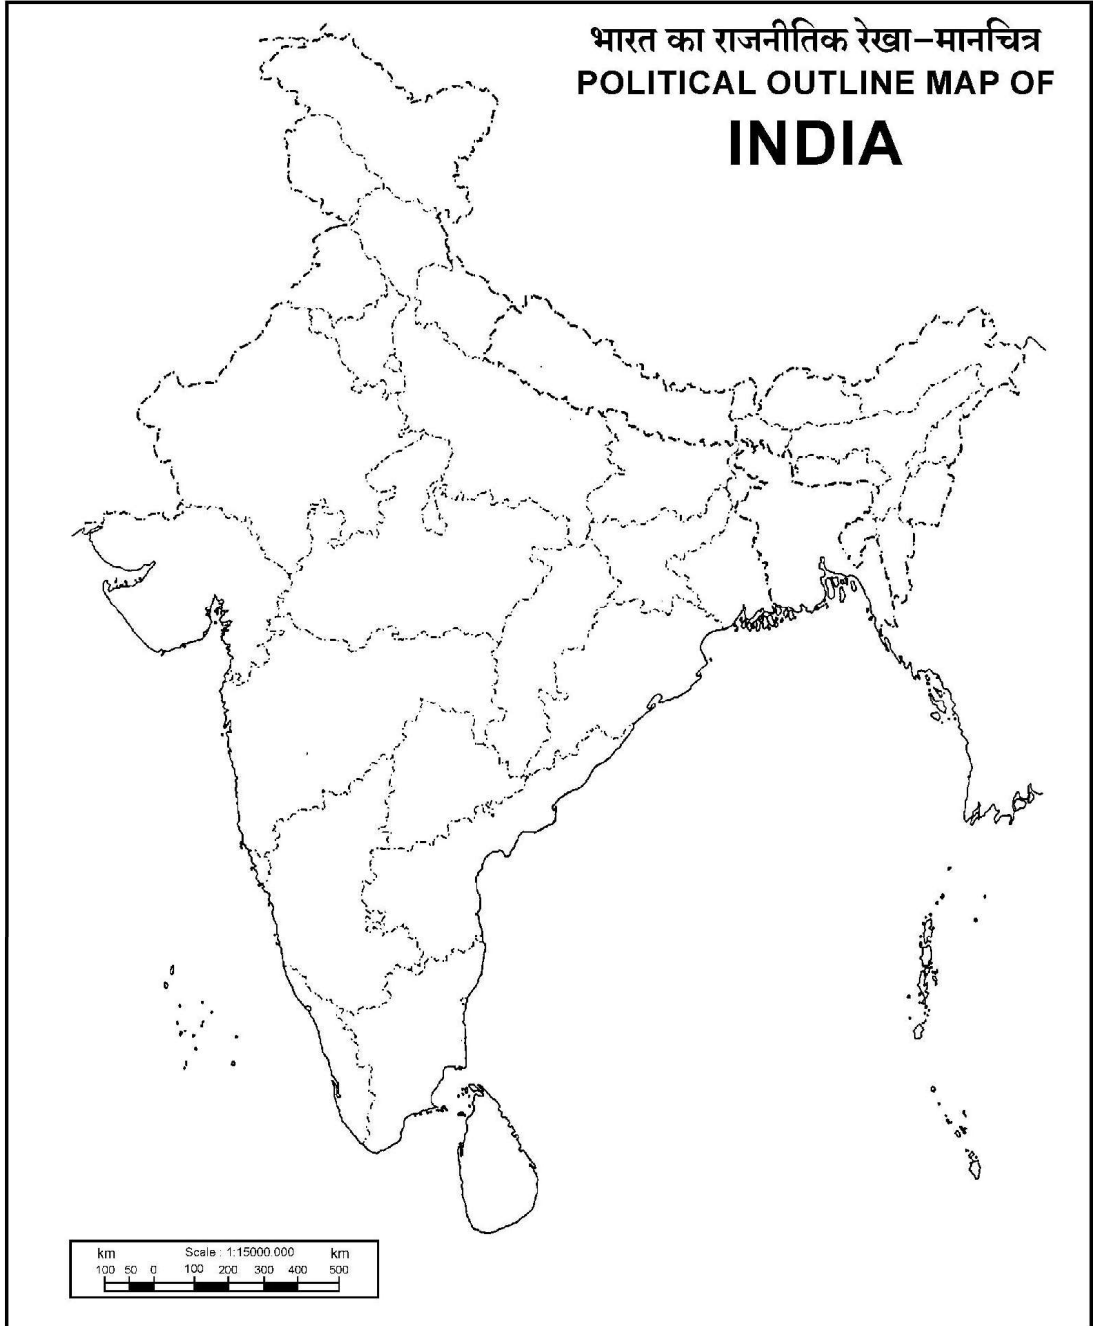 भारत का राजनीतिक रेखा–मानचित्र
POLITICAL OUTLINE MAP OF
INDIA
km Scale : 1:15000.000 km
100 50 0 100 200 300 400 500